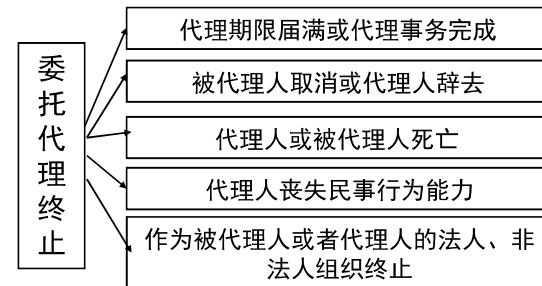 委托代理终止
代理期限届满或代理事务完成
被代理人取消或代理人辞去
代理人或被代理人死亡
代理人丧失民事行为能力
作为被代理人或者代理人的法人、非
法人组织终止